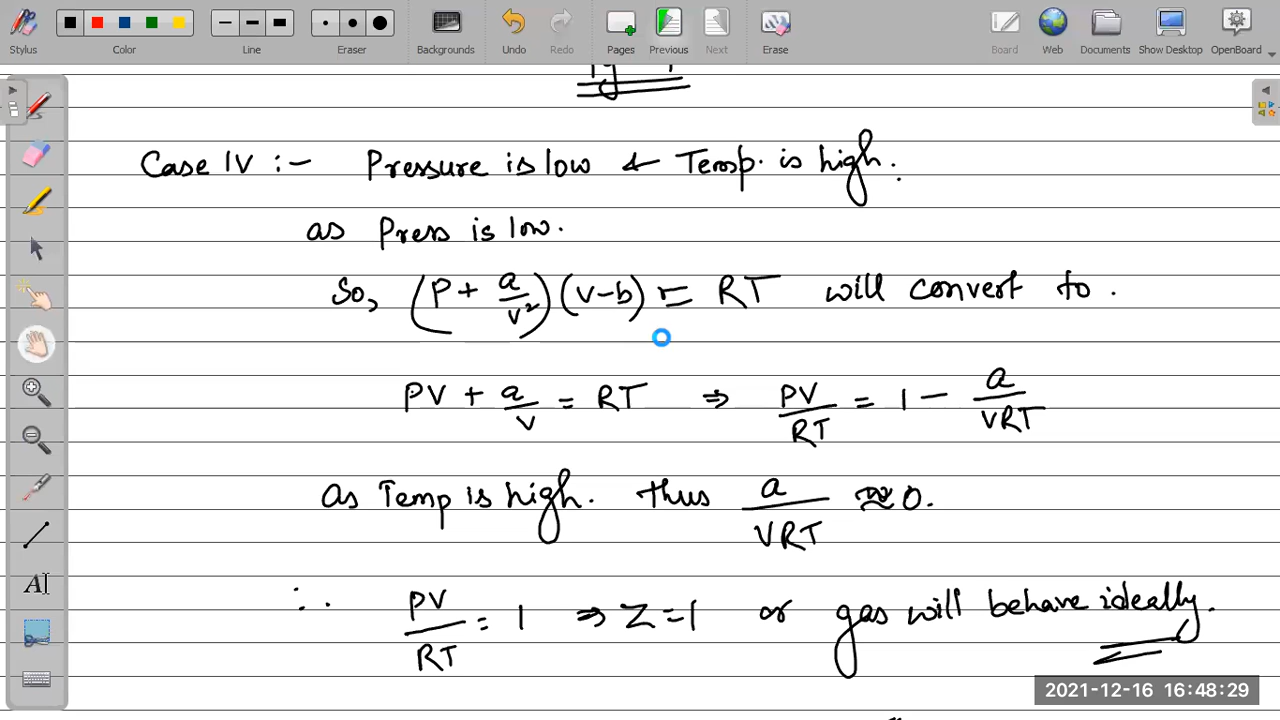 Stylus Color Line Eraser Backgrounds Undo Redo Pages Previous Next Erase Board Web Documents Show Desktop OpenBoard
Case IV :- Pressure is low & Temp. is high.
as Press is low.
So, (P + a/v²)(v-b) = RT will convert to.
PV + a/v = RT ⇒ PV/RT = 1 - a/VRT
As Temp is high. thus a/VRT ≈ 0.
∴ PV/RT = 1 ⇒ Z=1 or gas will behave ideally.
2021-12-16 16:48:29